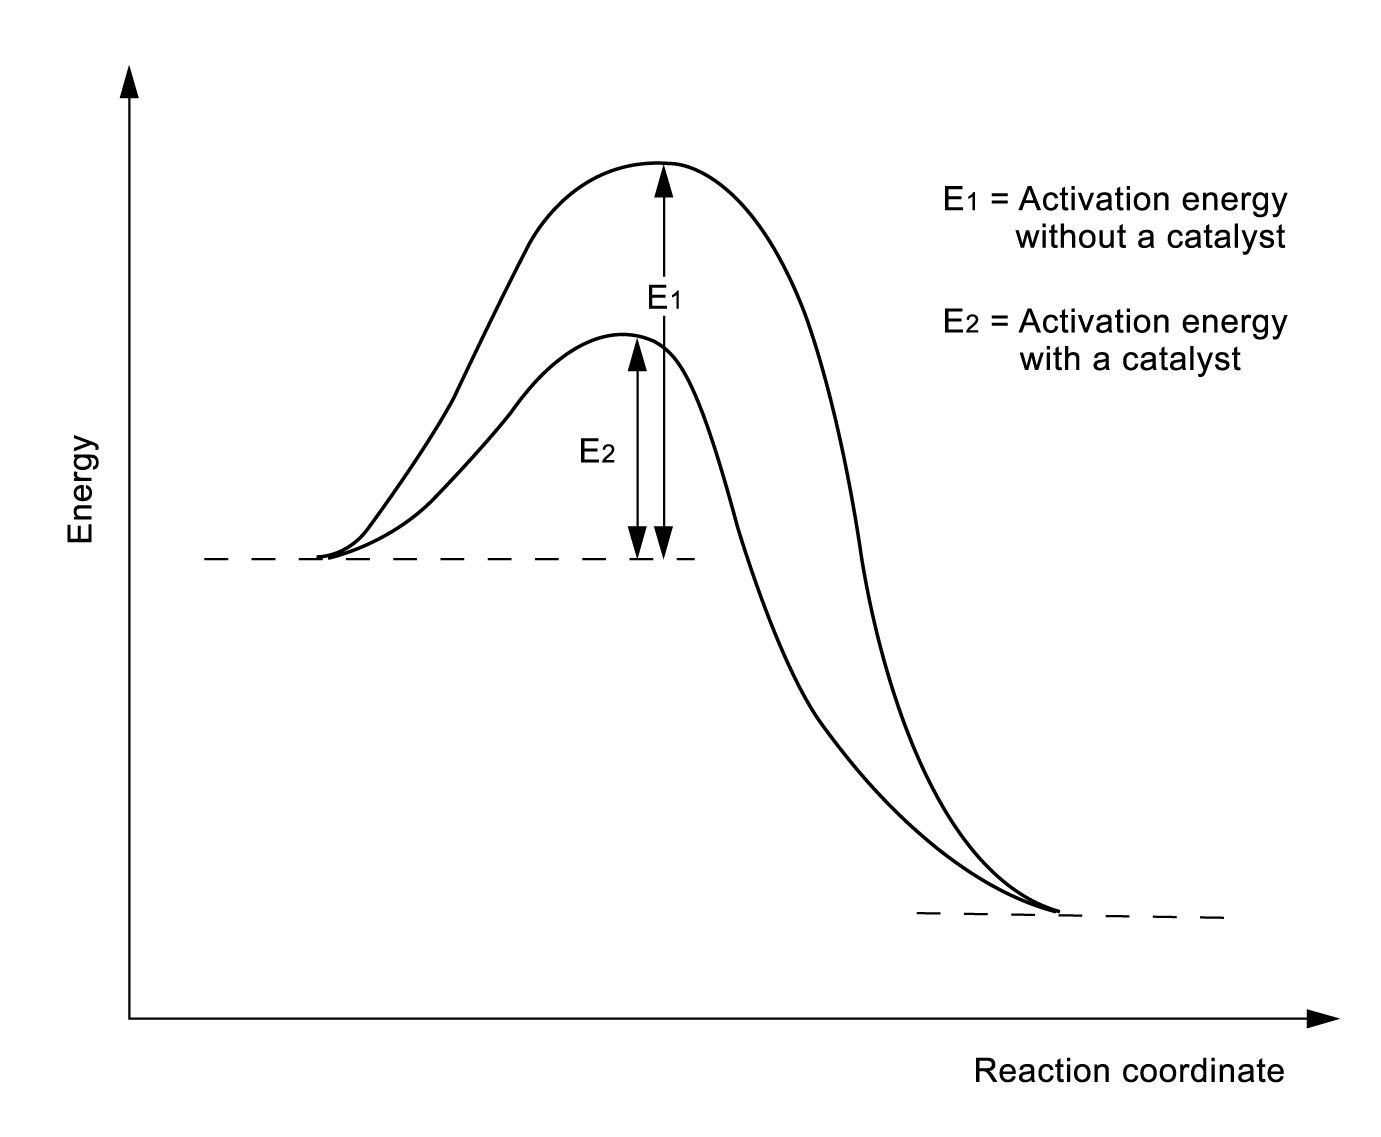 E1 = Activation energy
without a catalyst
E1
E2 = Activation energy
with a catalyst
E2
Energy
Reaction coordinate